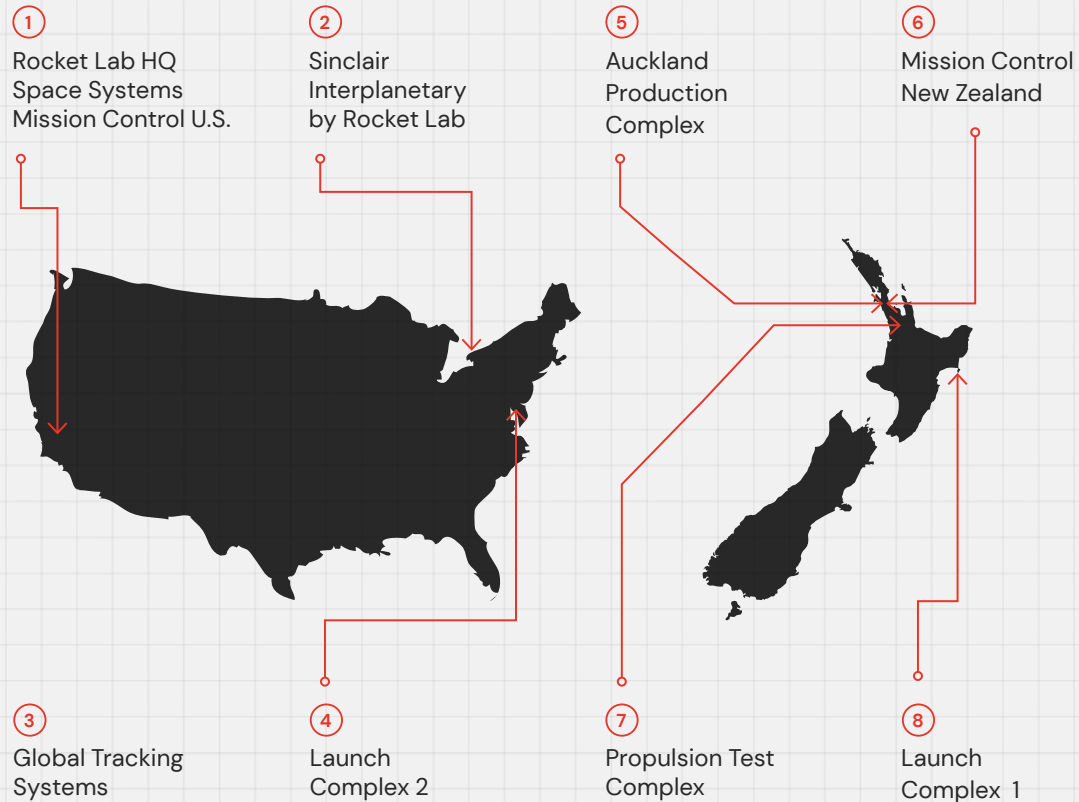 1
Rocket Lab HQ
Space Systems
Mission Control U.S.
2
Sinclair
Interplanetary
by Rocket Lab
5
Auckland
Production
Complex
6
Mission Control
New Zealand
3
Global Tracking
Systems
4
Launch
Complex 2
7
Propulsion Test
Complex
8
Launch
Complex 1